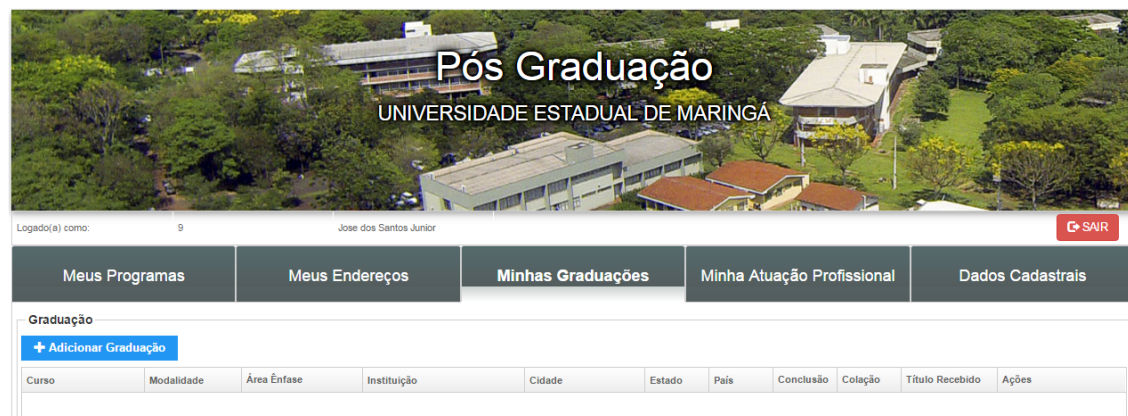 Pós Graduação
UNIVERSIDADE ESTADUAL DE MARINGÁ
Logado(a) como: 9 Jose dos Santos Junior SAIR
Meus Programas Meus Endereços Minhas Graduações Minha Atuação Profissional Dados Cadastrais
Graduação
+ Adicionar Graduação
Curso Modalidade Área Ênfase Instituição Cidade Estado País Conclusão Colação Título Recebido Ações